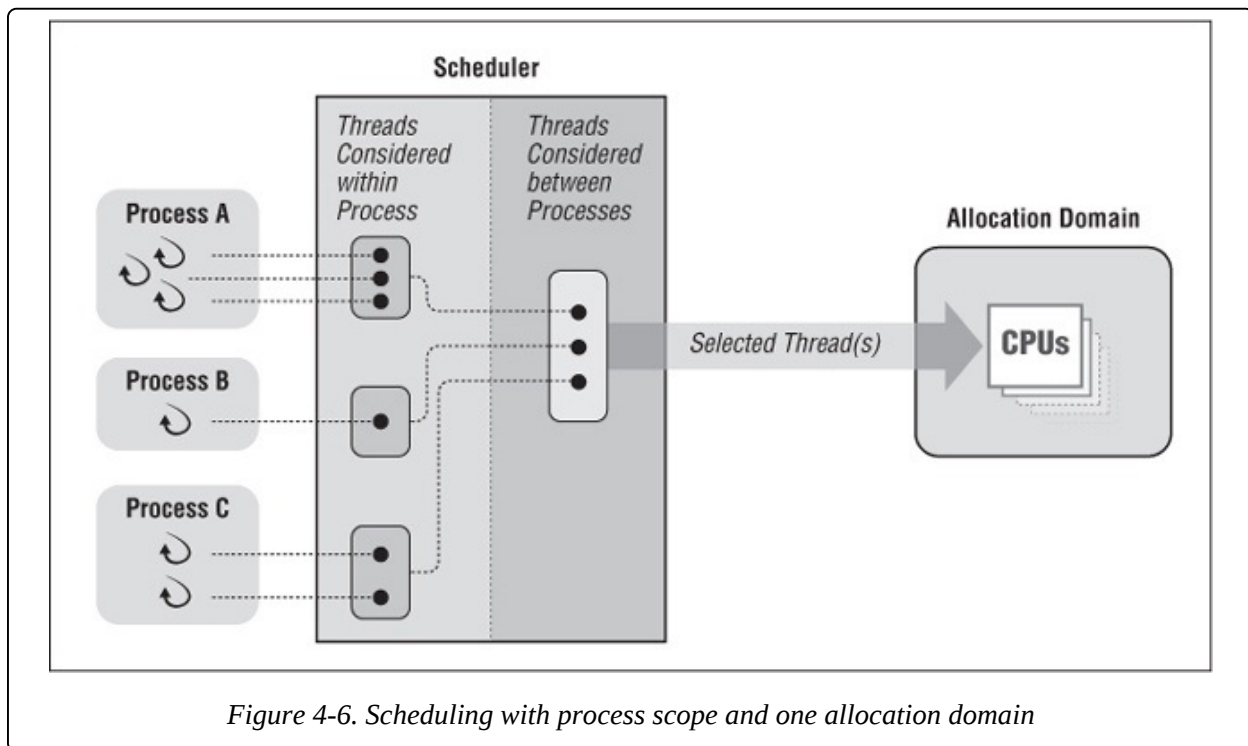 Scheduler
Threads
Considered
within
Process
Threads
Considered
between
Processes
Process A
Process B
Process C
Selected Thread(s)
Allocation Domain
CPUs
Figure 4-6. Scheduling with process scope and one allocation domain